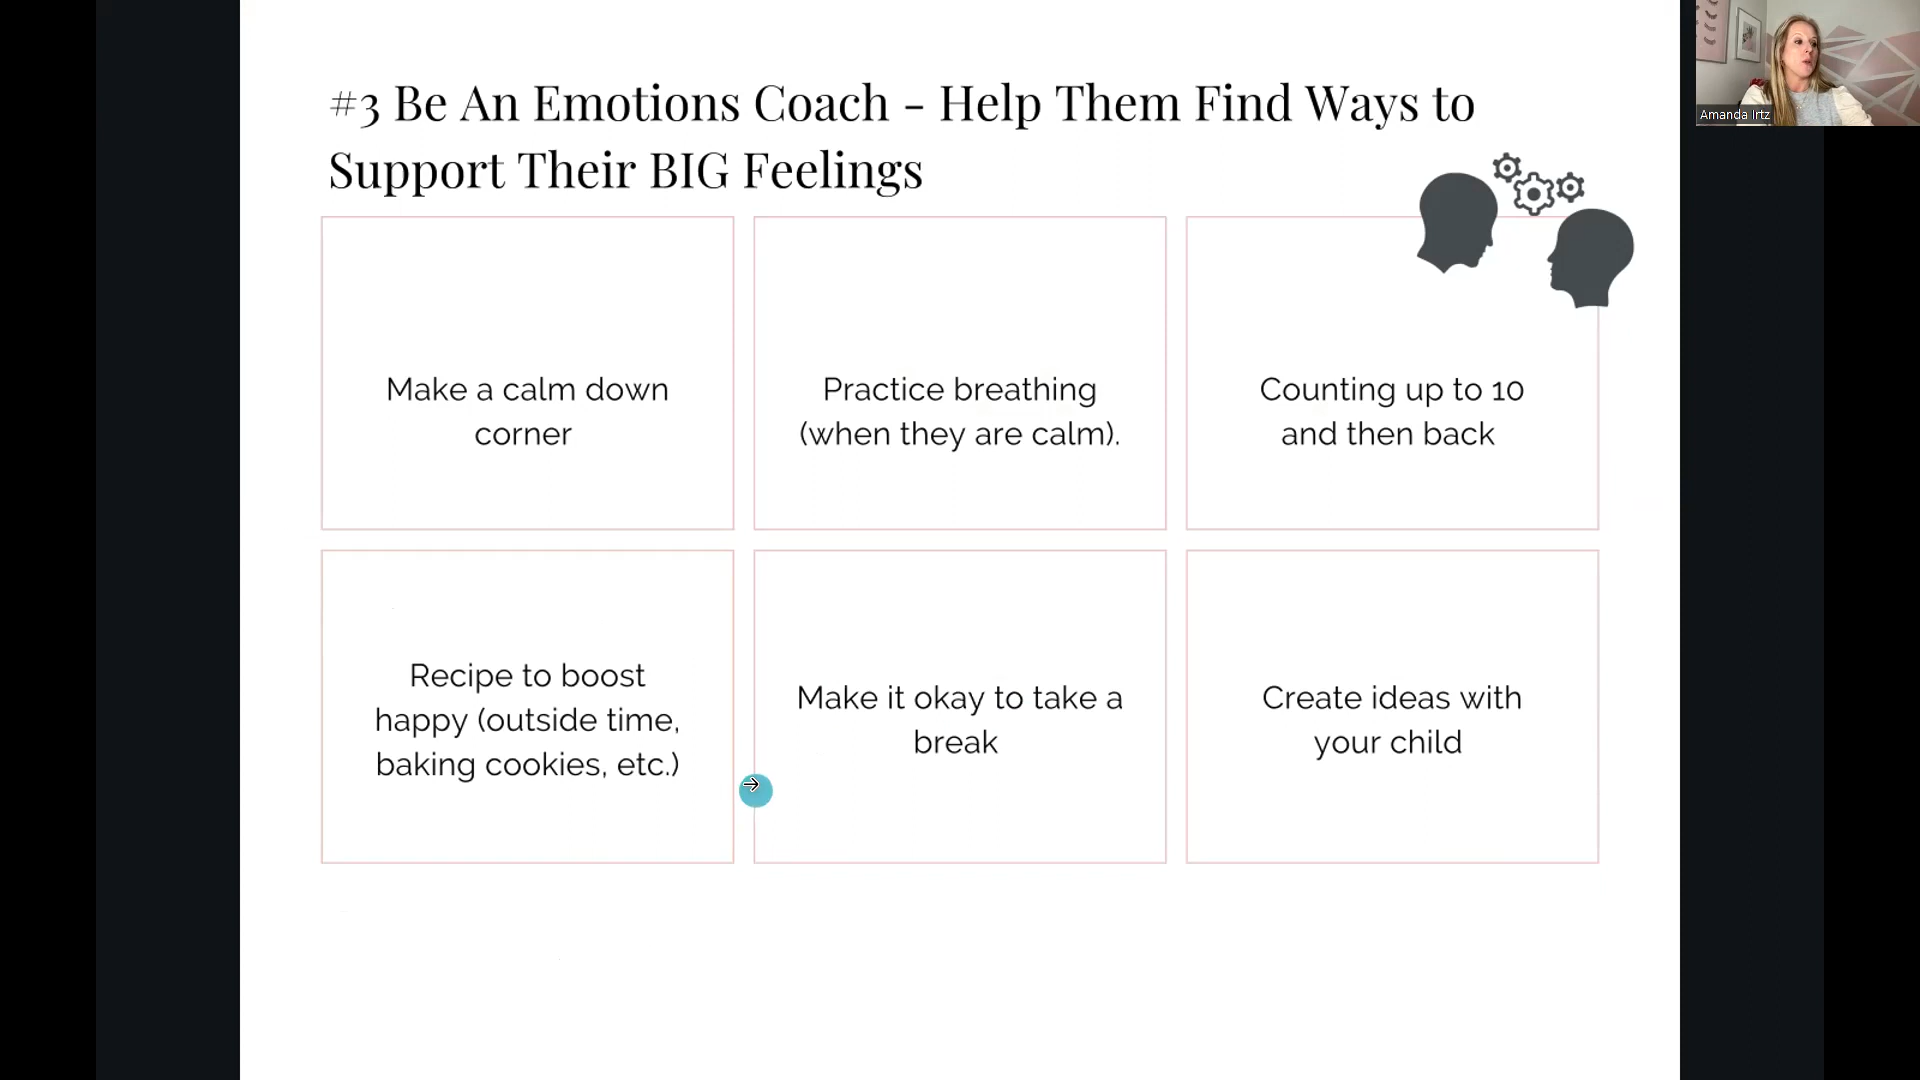 #3 Be An Emotions Coach - Help Them Find Ways to
Support Their BIG Feelings
Make a calm down
corner
Practice breathing
(when they are calm).
Counting up to 10
and then back
Recipe to boost
happy (outside time,
baking cookies, etc.)
Make it okay to take a
break
Create ideas with
your child
Amanda Irtz